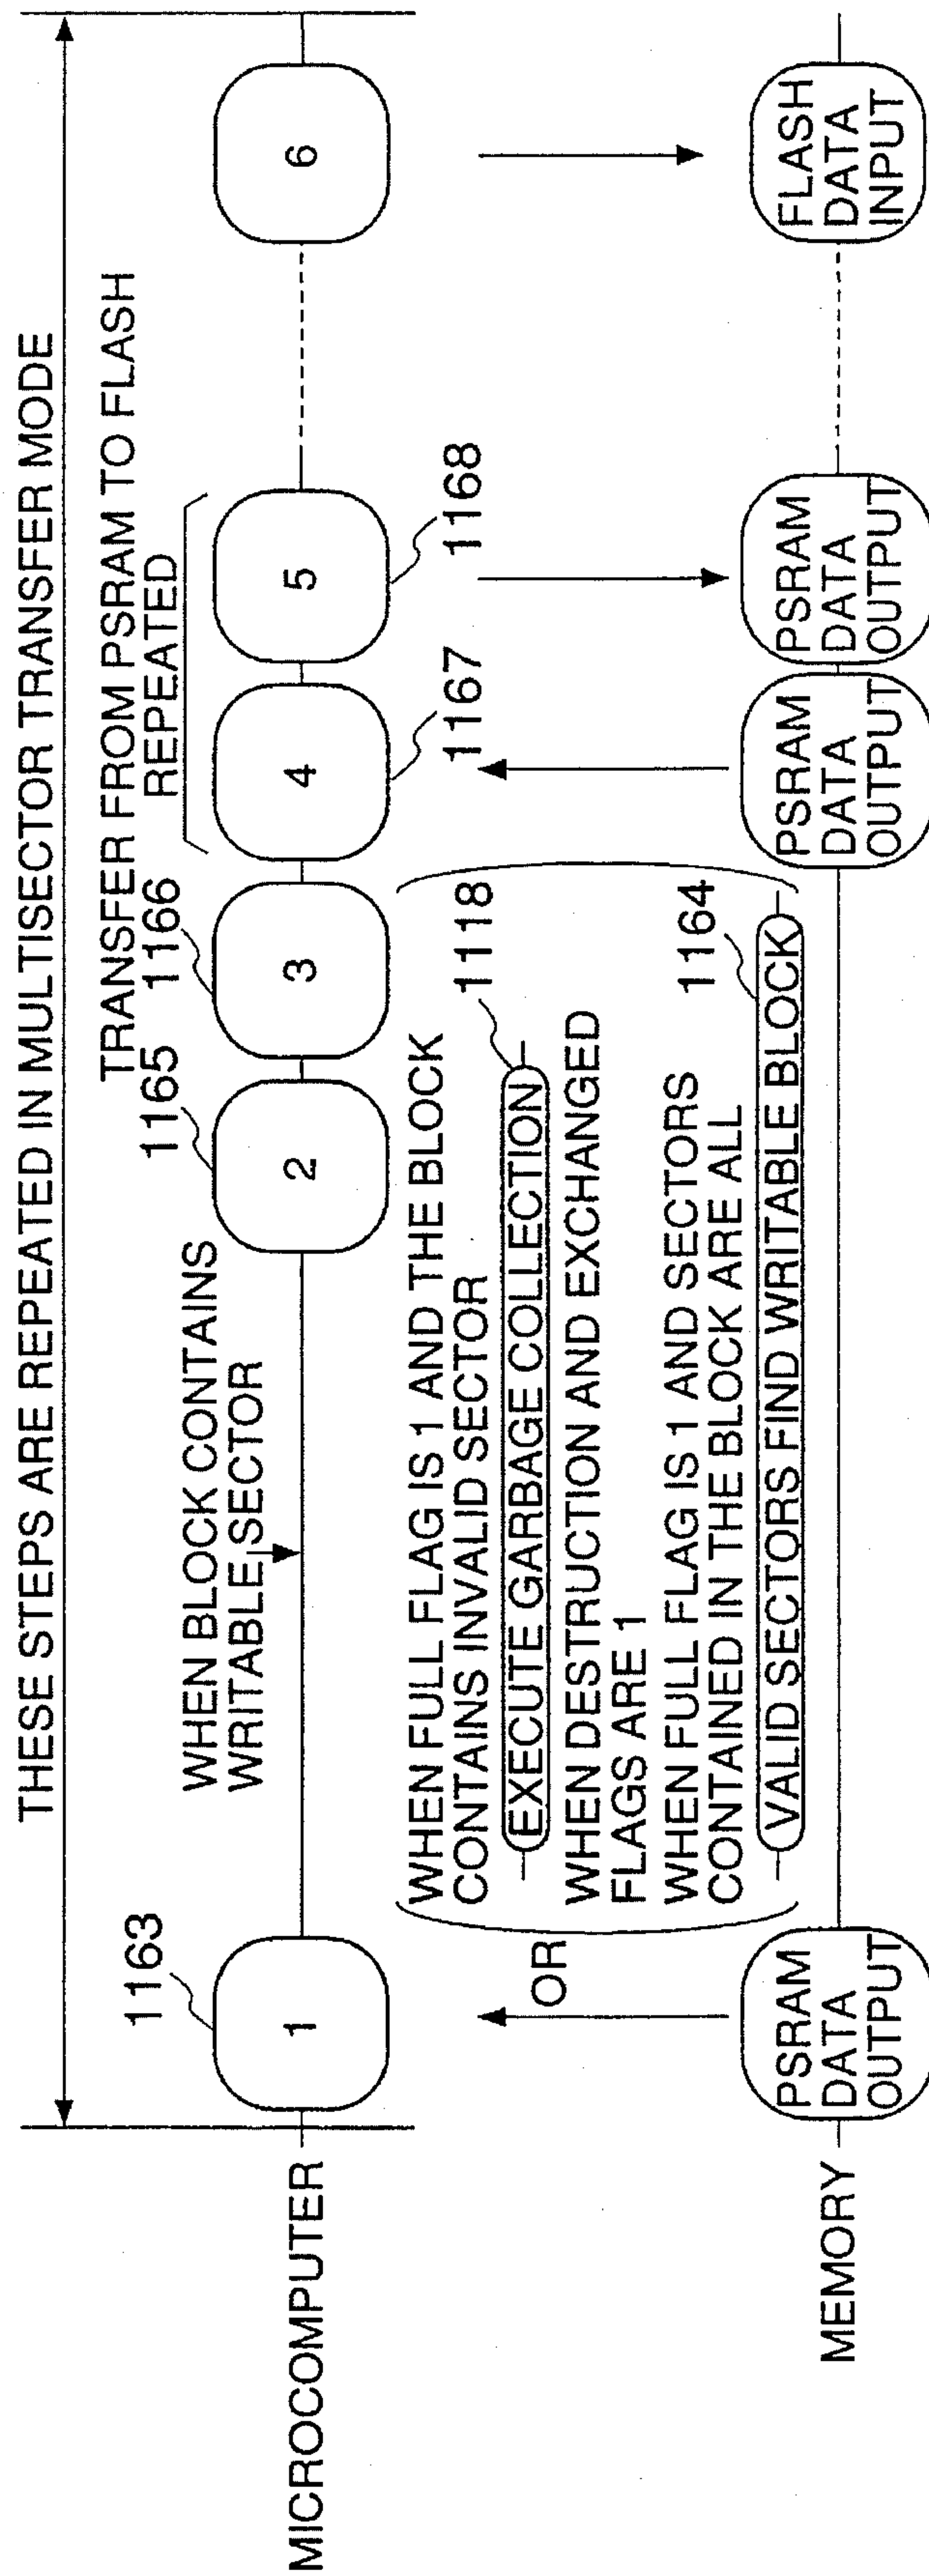 THESE STEPS ARE REPEATED IN MULTISECTOR TRANSFER MODE
TRANSFER FROM PSRAM TO FLASH
REPEATED
1163
WHEN BLOCK CONTAINS
WRITABLE SECTOR
1165
1166
MICROCOMPUTER
1
2
3
4
5
6
1167
1168
OR
WHEN FULL FLAG IS 1 AND THE BLOCK
CONTAINS INVALID SECTOR
1118
EXECUTE GARBAGE COLLECTION
WHEN DESTRUCTION AND EXCHANGED
FLAGS ARE 1
WHEN FULL FLAG IS 1 AND SECTORS
CONTAINED IN THE BLOCK ARE ALL
1164
VALID SECTORS FIND WRITABLE BLOCK
MEMORY
PSRAM
DATA
OUTPUT
PSRAM
DATA
OUTPUT
PSRAM
DATA
OUTPUT
FLASH
DATA
INPUT